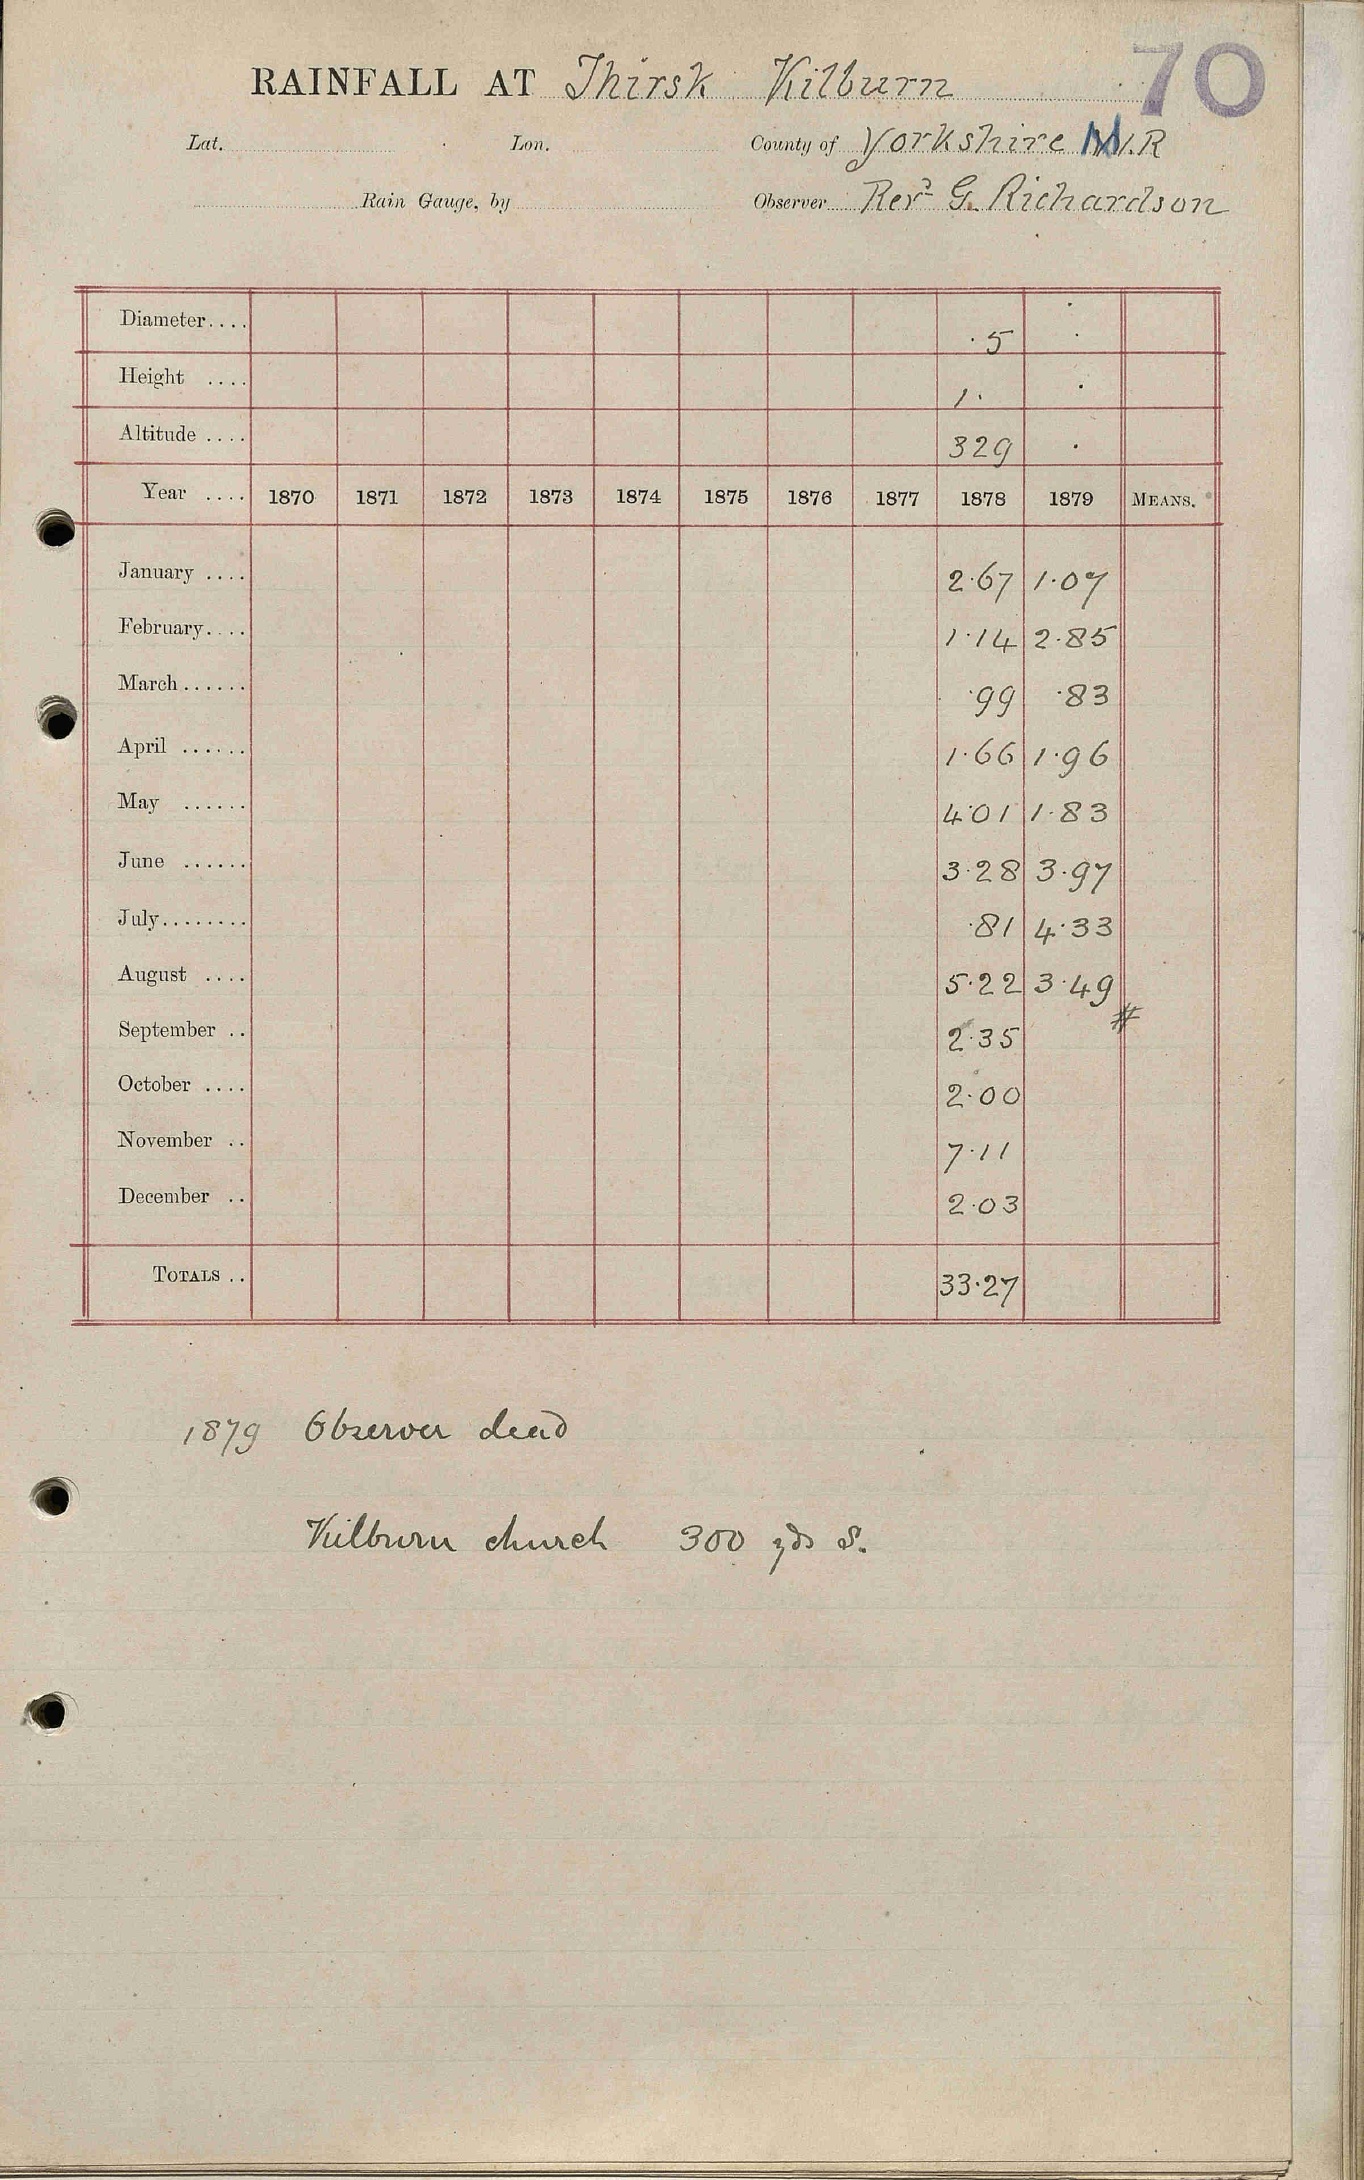 70
RAINFALL AT Thirsk Kilburn
Lat. Lon. County of Yorkshire N.R
Rain Gauge, by Observer Revd G. Richardson
Diameter.... 5
Height .... 1.
Altitude .... 329
Year .... 1870 1871 1872 1873 1874 1875 1876 1877 1878 1879 MEANS.
January .... 2.67 1.07
February.... 1.14 2.85
March...... .99 .83
April ...... 1.66 1.96
May ...... 4.01 1.83
June ...... 3.28 3.97
July........ .81 4.33
August .... 5.22 3.49
September .. 2.35 #
October .... 2.00
November .. 7.11
December .. 2.03
TOTALS .. 33.27
1879 Observer dead
Kilburn church 300 yds S.